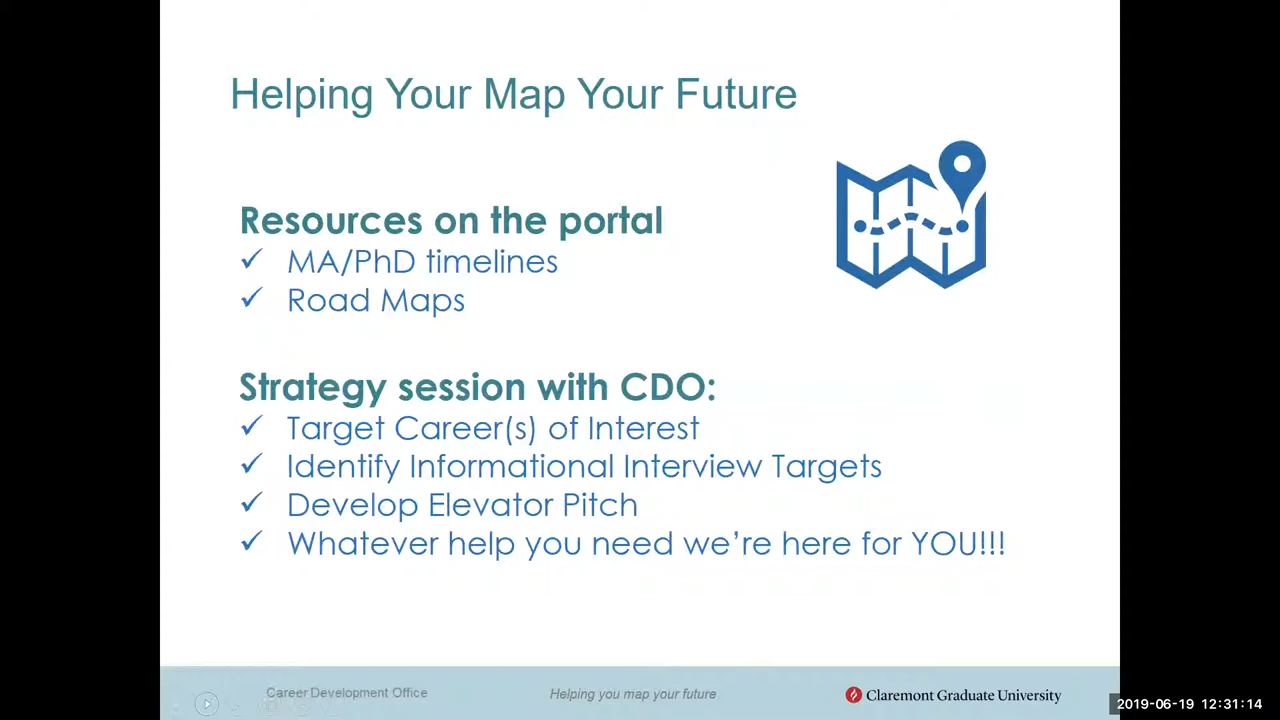 Helping Your Map Your Future
Resources on the portal
✓ MA/PhD timelines
✓ Road Maps
Strategy session with CDO:
✓ Target Career(s) of Interest
✓ Identify Informational Interview Targets
✓ Develop Elevator Pitch
✓ Whatever help you need we’re here for YOU!!!
Career Development Office
Helping you map your future
Claremont Graduate University
2019-06-19 12:31:14